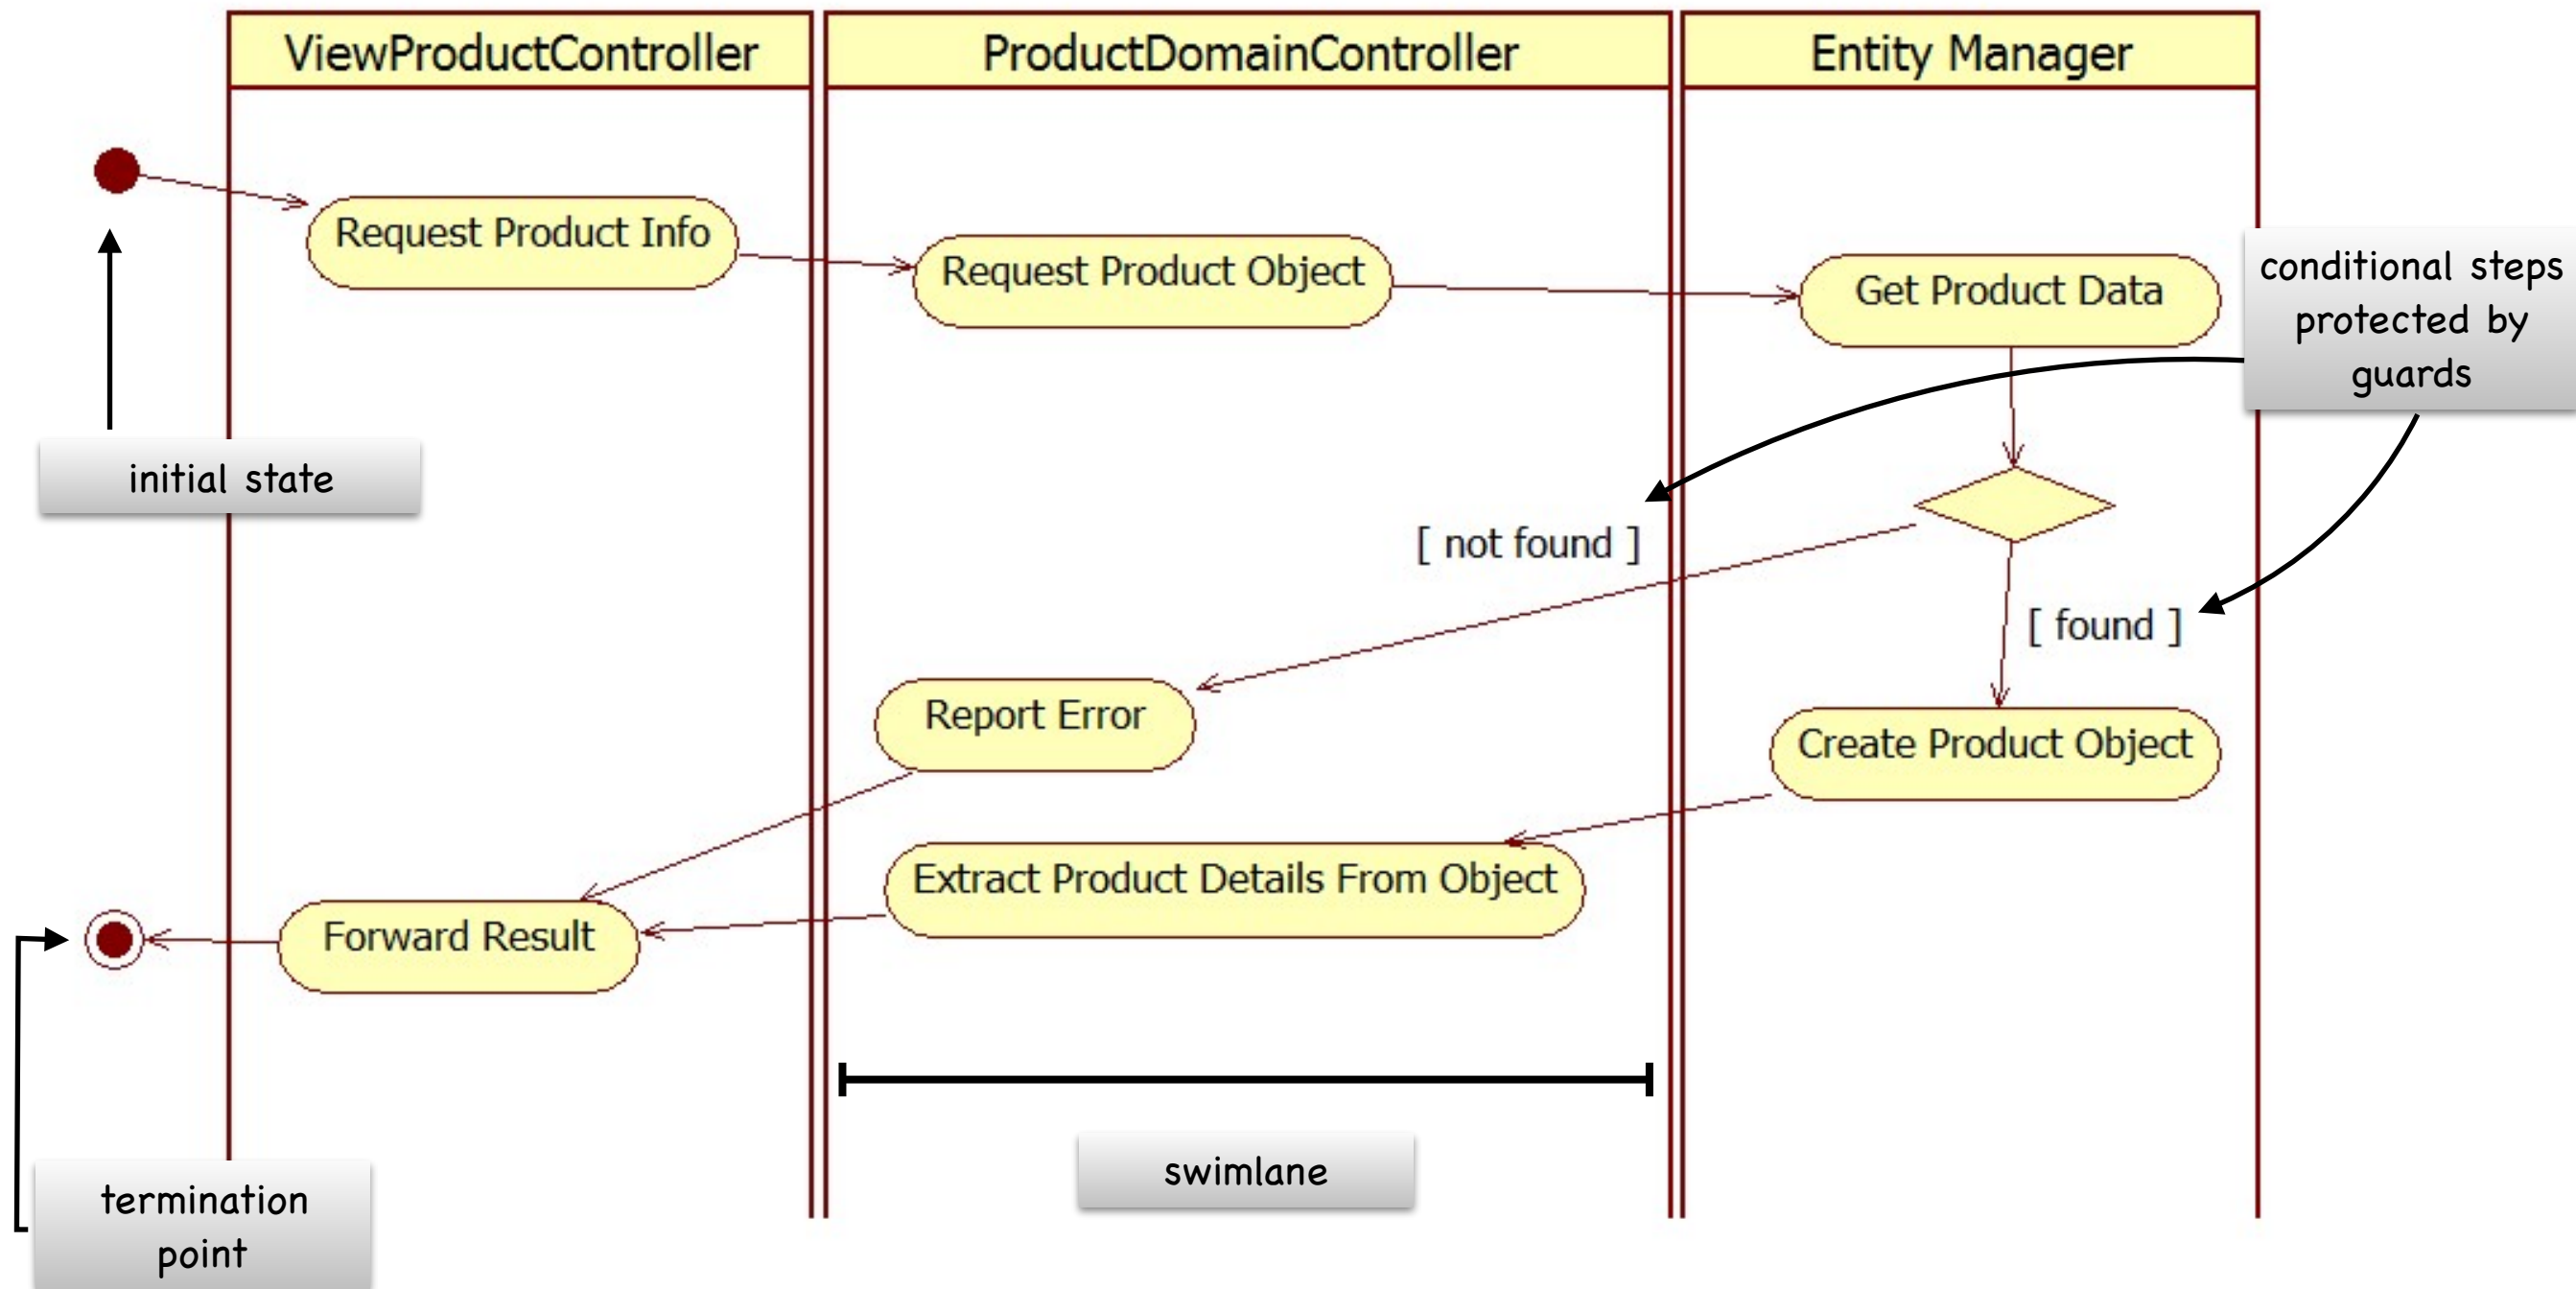 ViewProductController
ProductDomainController
Entity Manager
Request Product Info
Request Product Object
Get Product Data
conditional steps
protected by
guards
initial state
[ not found ]
[ found ]
Report Error
Create Product Object
Extract Product Details From Object
Forward Result
swimlane
termination
point